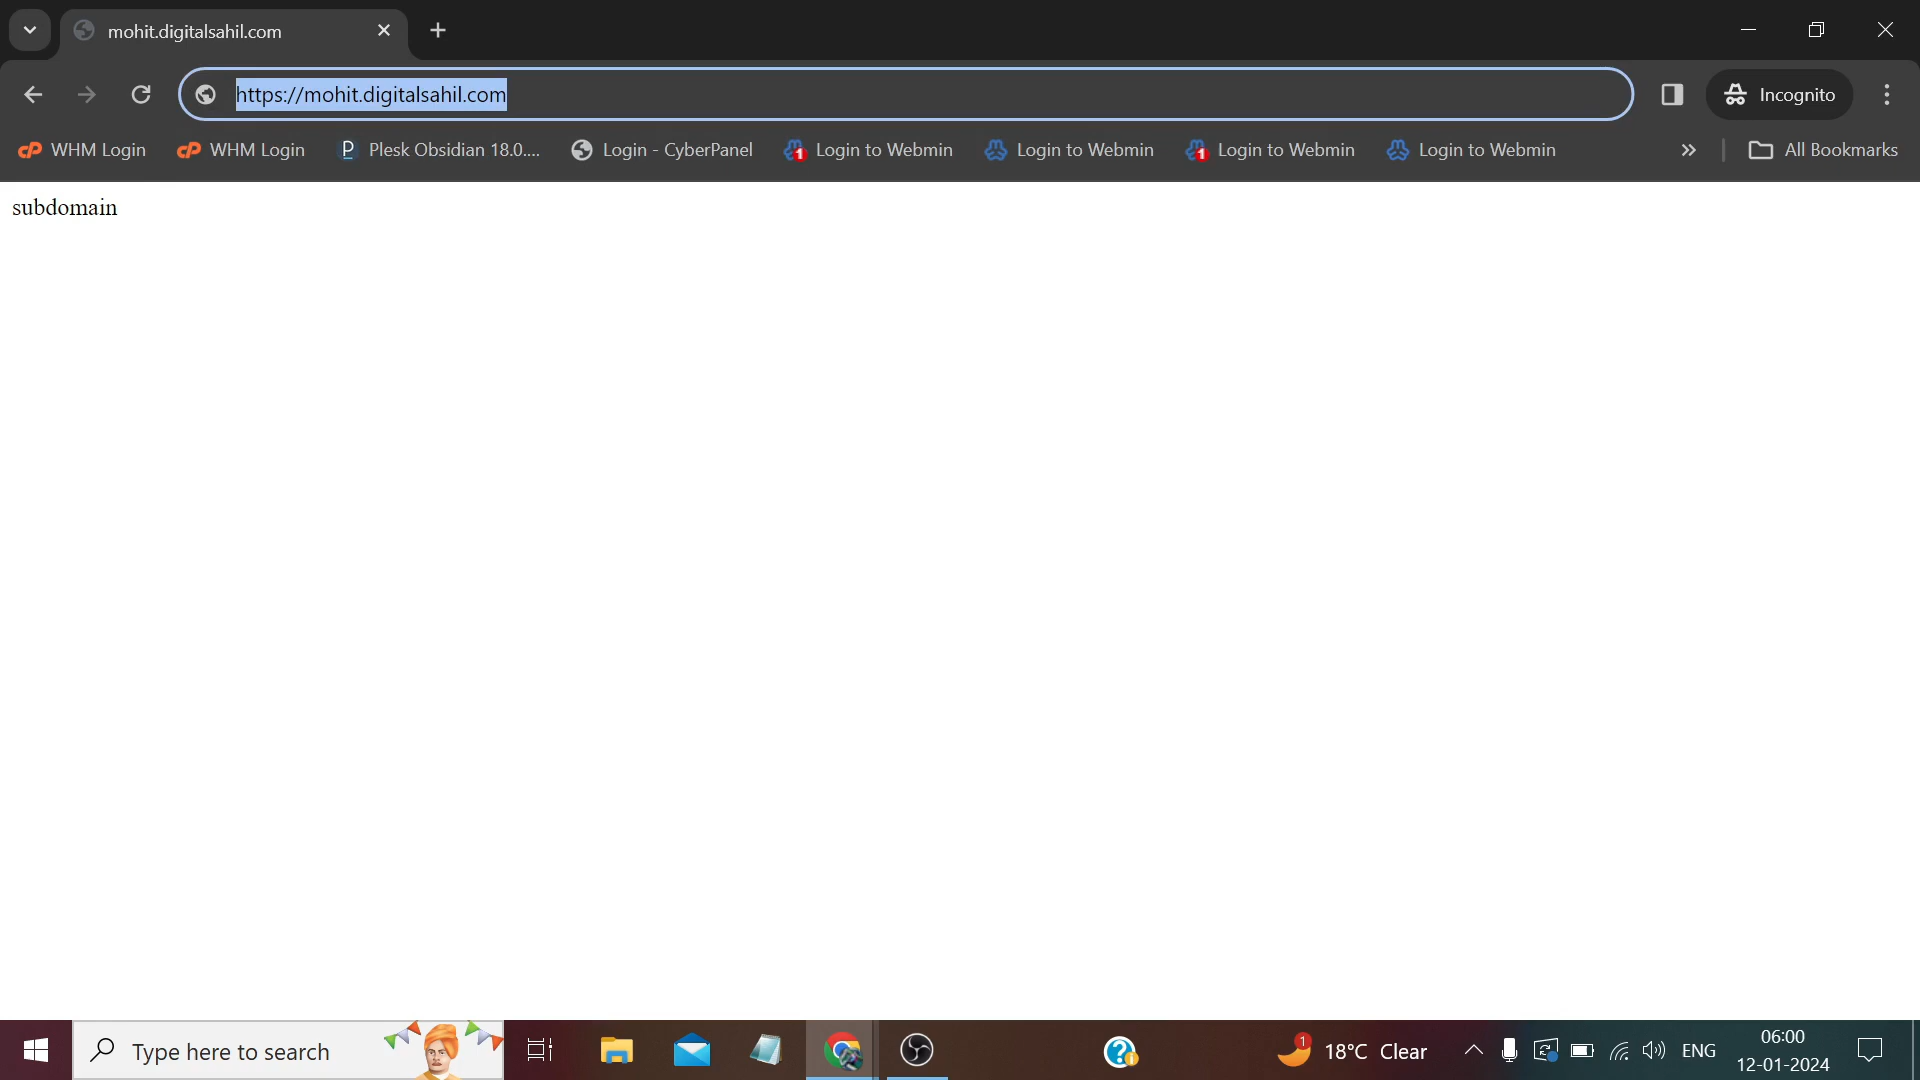 mohit.digitalsahil.com
https://mohit.digitalsahil.com
Incognito
WHM Login
WHM Login
Plesk Obsidian 18.0....
Login - CyberPanel
Login to Webmin
Login to Webmin
Login to Webmin
Login to Webmin
All Bookmarks
subdomain
Type here to search
1
18°C Clear
ENG
06:00
12-01-2024